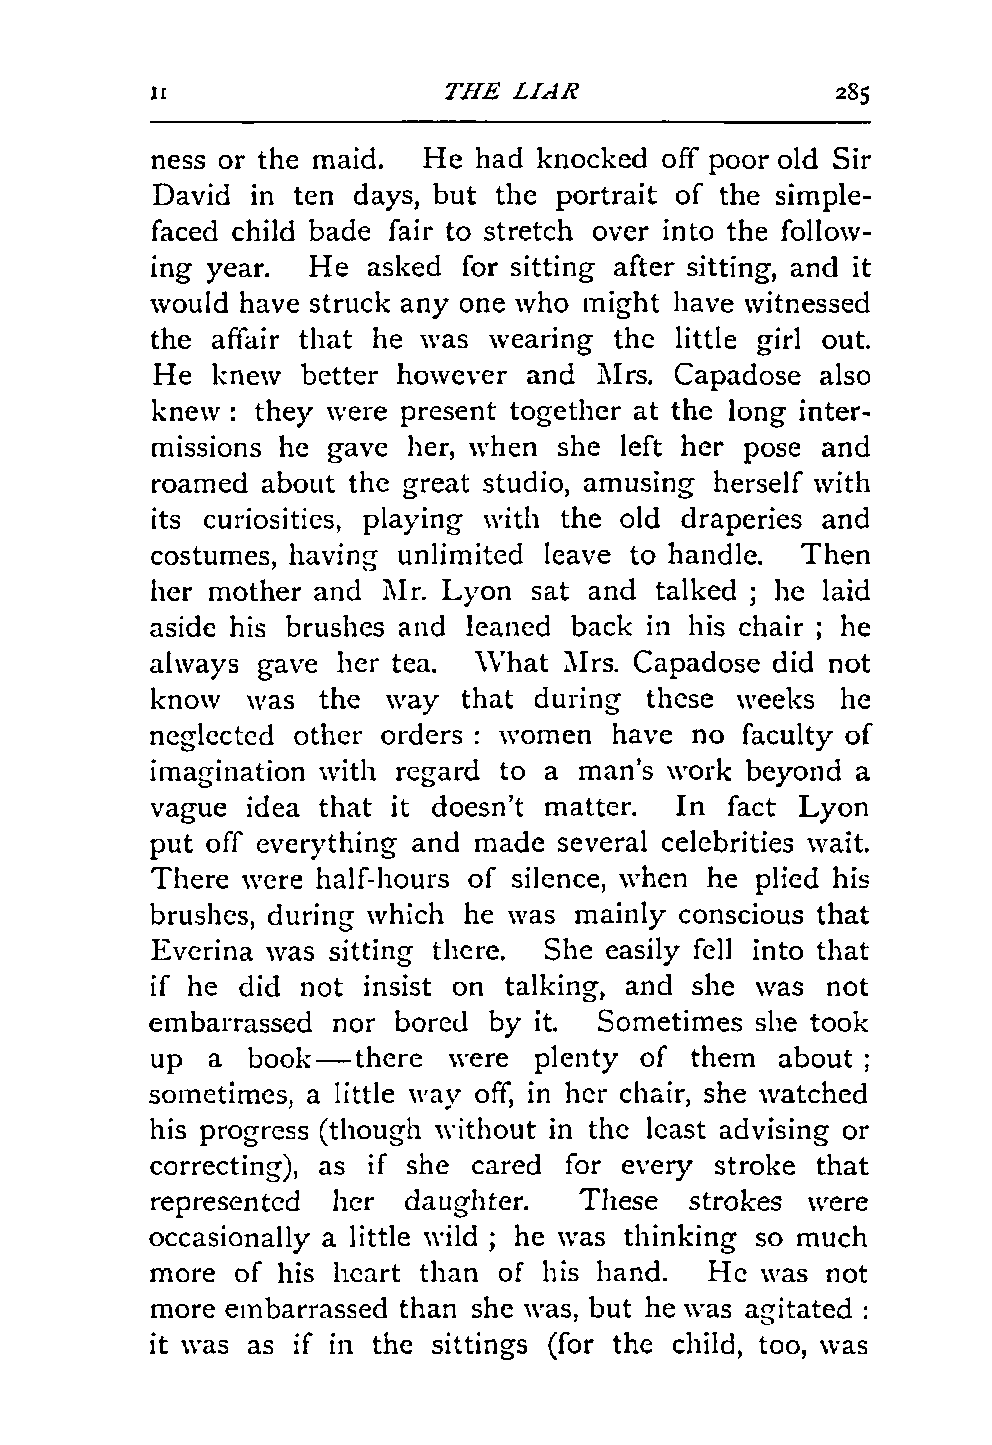 II THE LIAR 285
ness or the maid. He had knocked off poor old Sir
David in ten days, but the portrait of the simple-
faced child bade fair to stretch over into the follow-
ing year. He asked for sitting after sitting, and it
would have struck any one who might have witnessed
the affair that he was wearing the little girl out.
He knew better however and Mrs. Capadose also
knew : they were present together at the long inter-
missions he gave her, when she left her pose and
roamed about the great studio, amusing herself with
its curiosities, playing with the old draperies and
costumes, having unlimited leave to handle. Then
her mother and Mr. Lyon sat and talked ; he laid
aside his brushes and leaned back in his chair ; he
always gave her tea. What Mrs. Capadose did not
know was the way that during these weeks he
neglected other orders : women have no faculty of
imagination with regard to a man's work beyond a
vague idea that it doesn't matter. In fact Lyon
put off everything and made several celebrities wait.
There were half-hours of silence, when he plied his
brushes, during which he was mainly conscious that
Everina was sitting there. She easily fell into that
if he did not insist on talking, and she was not
embarrassed nor bored by it. Sometimes she took
up a book—there were plenty of them about ;
sometimes, a little way off, in her chair, she watched
his progress (though without in the least advising or
correcting), as if she cared for every stroke that
represented her daughter. These strokes were
occasionally a little wild ; he was thinking so much
more of his heart than of his hand. He was not
more embarrassed than she was, but he was agitated :
it was as if in the sittings (for the child, too, was